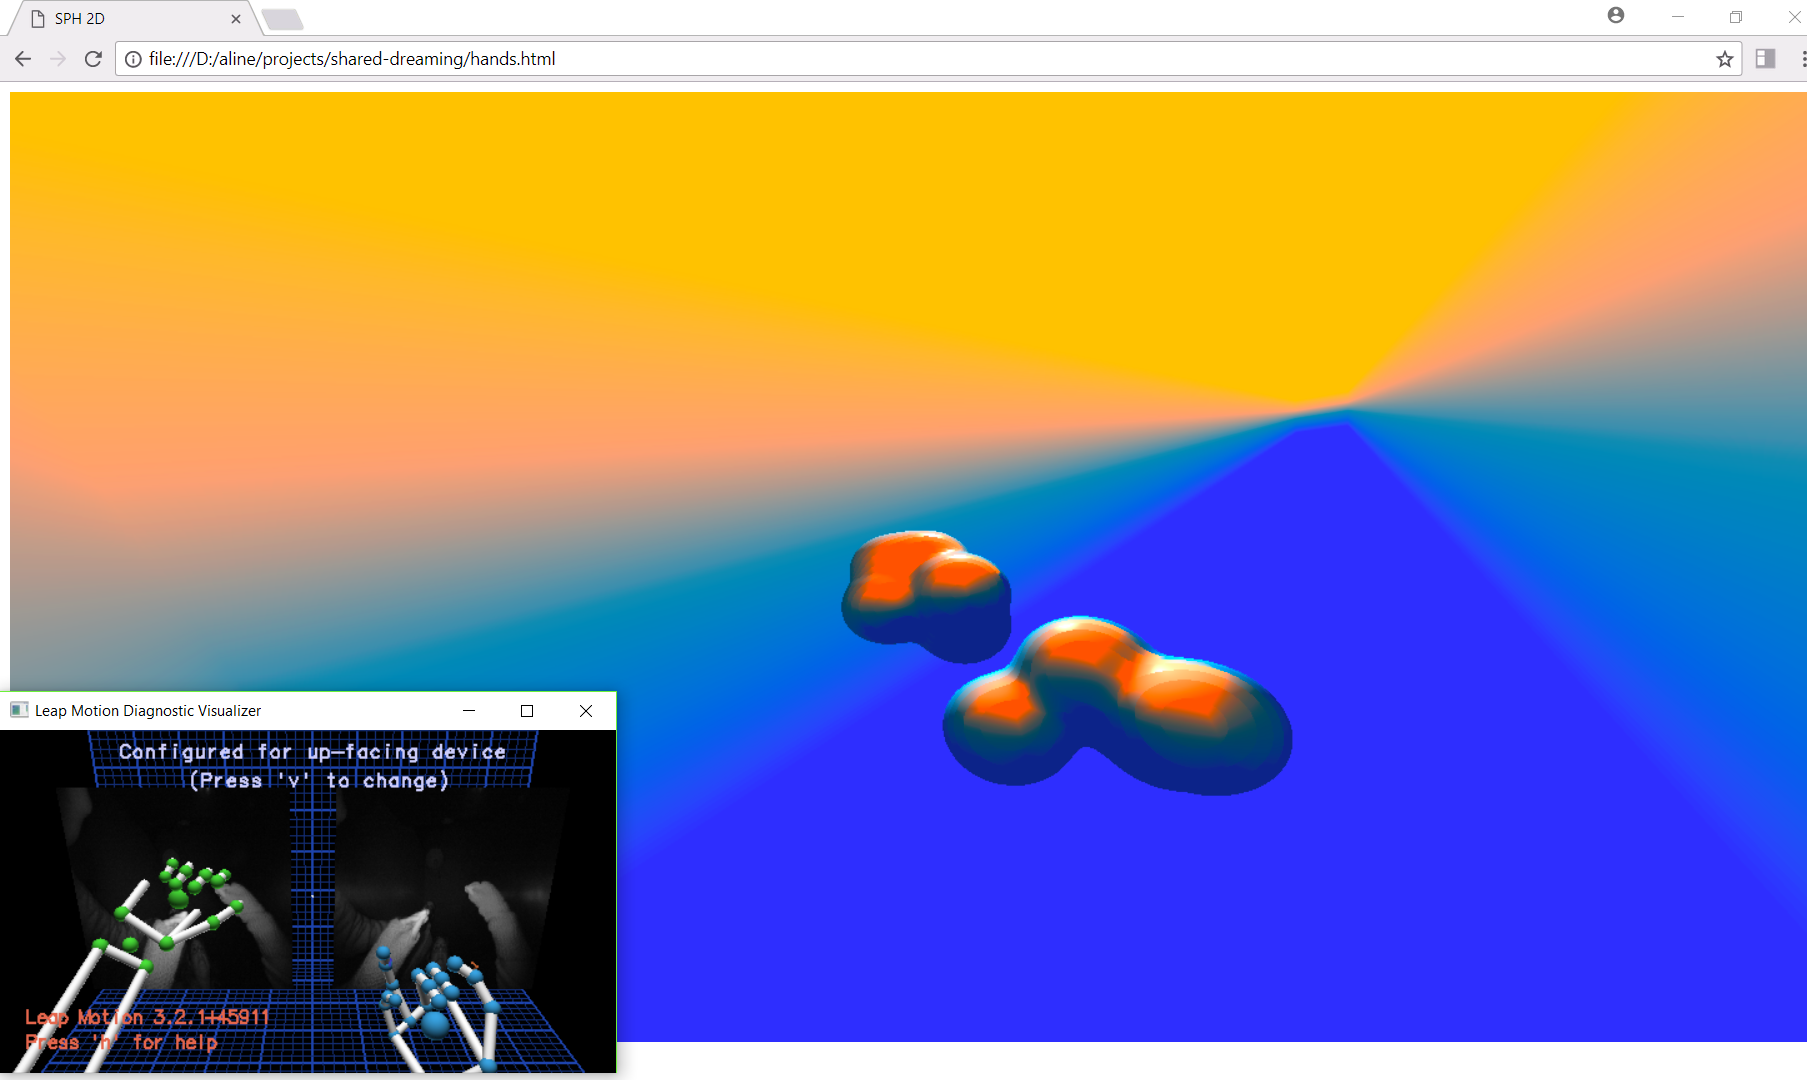 SPH 2D
file:///D:/aline/projects/shared-dreaming/hands.html
Leap Motion Diagnostic Visualizer
Configured for up-facing device
(Press 'v' to change)
Leap Motion 3.2.1+45911
Press 'h' for help